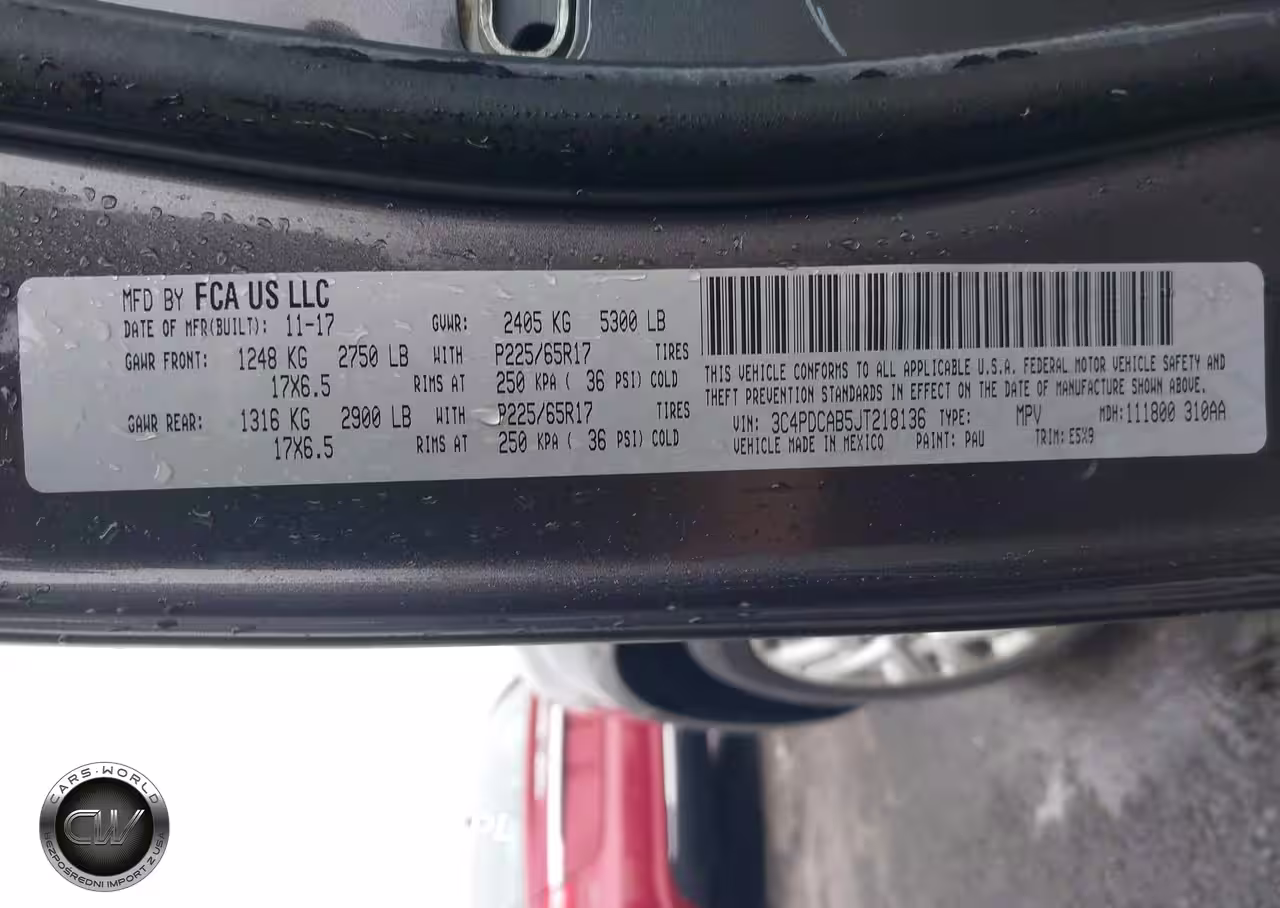 MFD BY FCA US LLC
DATE OF MFR(BUILT): 11-17 GVWR: 2405 KG 5300 LB
GAWR FRONT: 1248 KG 2750 LB WITH P225/65R17 TIRES
17X6.5 RIMS AT 250 KPA ( 36 PSI) COLD
GAWR REAR: 1316 KG 2900 LB WITH P225/65R17 TIRES
17X6.5 RIMS AT 250 KPA ( 36 PSI) COLD
THIS VEHICLE CONFORMS TO ALL APPLICABLE U.S.A. FEDERAL MOTOR VEHICLE SAFETY AND
THEFT PREVENTION STANDARDS IN EFFECT ON THE DATE OF MANUFACTURE SHOWN ABOVE.
VIN: 3C4PDCAB5JT218136 TYPE: MPV MDH:111800 310AA
VEHICLE MADE IN MEXICO PAINT: PAU TRIM: E5X9
CARS-WORLD
CW
BEZPOŚREDNI IMPORT Z USA